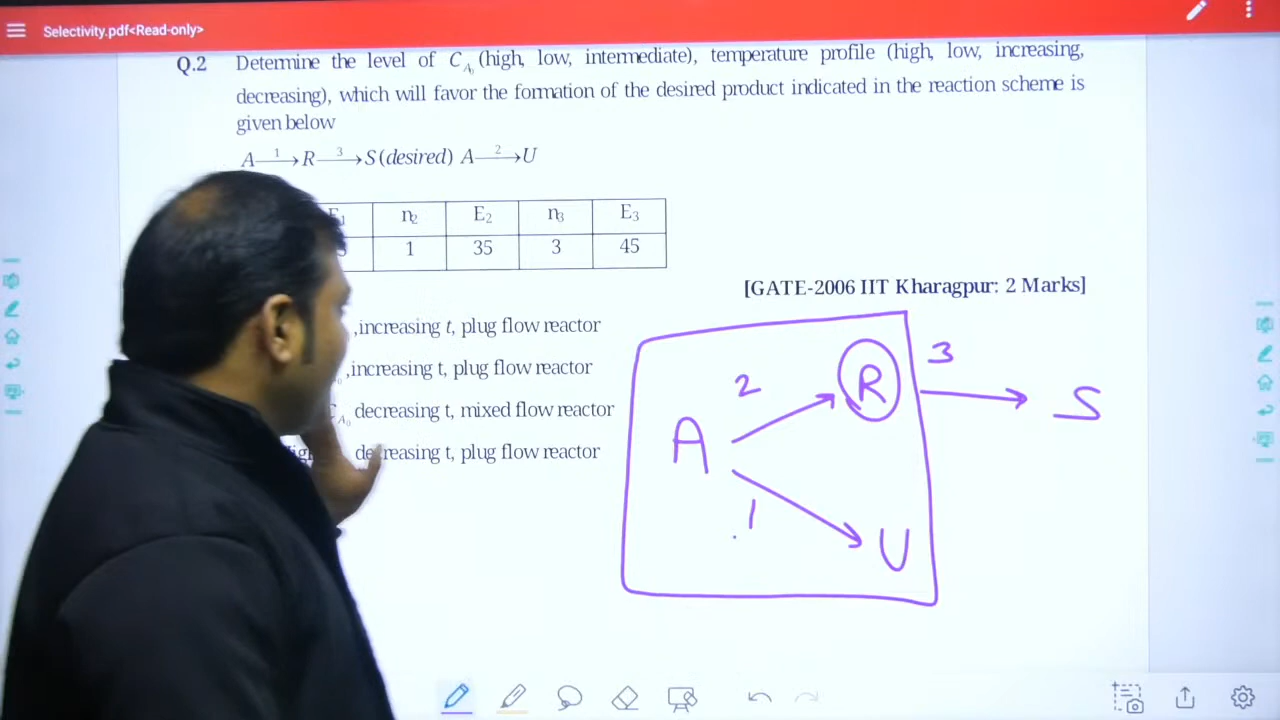 Selectivity.pdf<Read-only>
Q.2 Determine the level of C_A₀ (high, low, intermediate), temperature profile (high, low, increasing,
decreasing), which will favor the formation of the desired product indicated in the reaction scheme is
given below
A —1→ R —3→ S(desired) A —2→ U
n₂ E₂ n₃ E₃
1 35 3 45
[GATE-2006 IIT Kharagpur: 2 Marks]
,increasing t, plug flow reactor
,increasing t, plug flow reactor
C_A₀ decreasing t, mixed flow reactor
decreasing t, plug flow reactor
3
2 R
A S
1
U